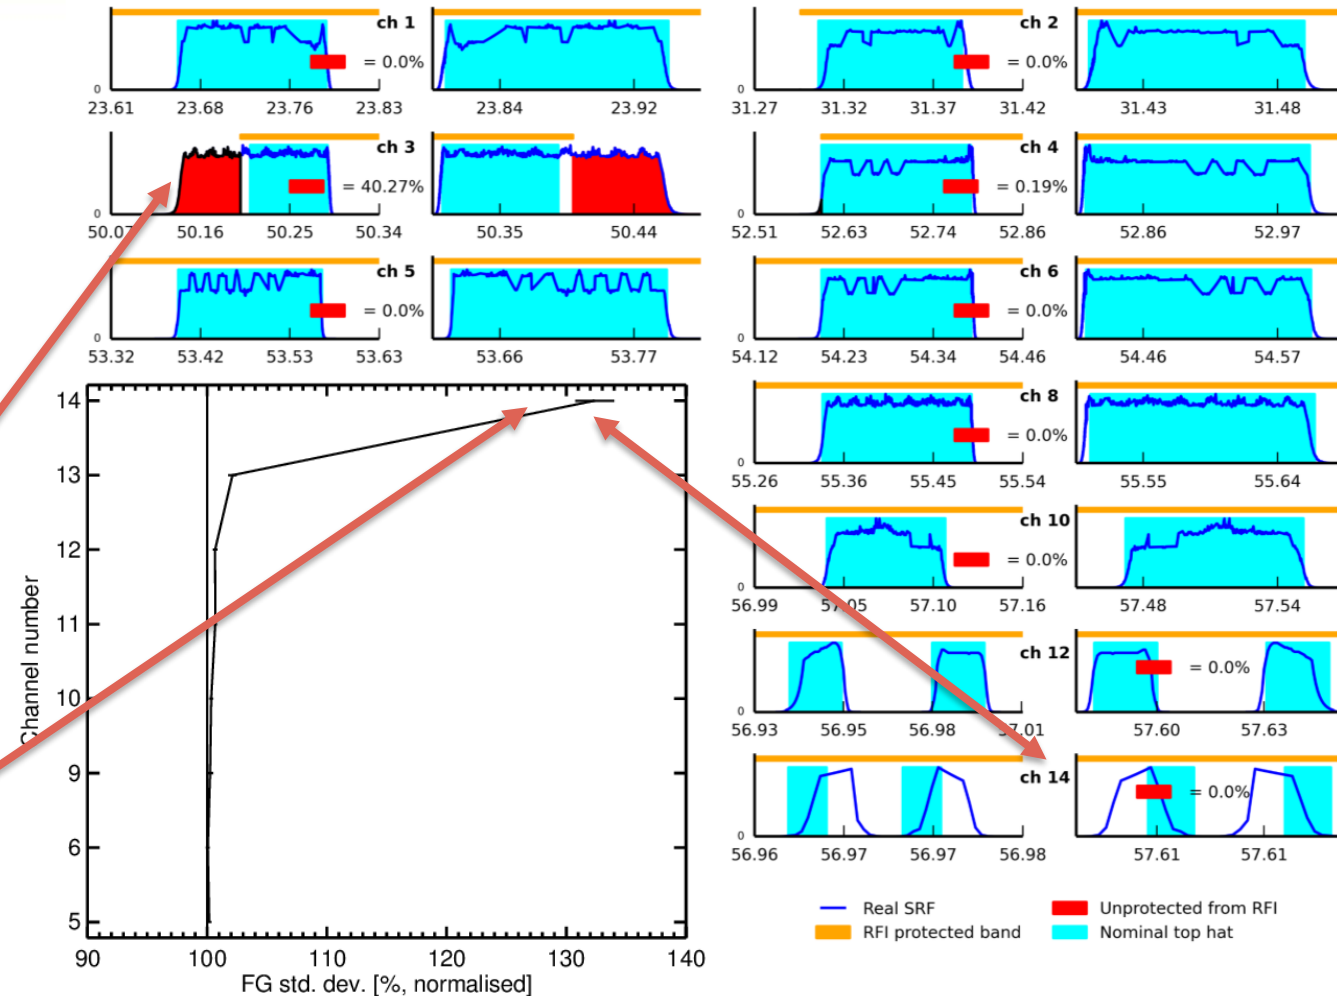 ch 1
= 0.0%
0
23.61 23.68 23.76 23.83
23.84 23.92
ch 2
= 0.0%
0
31.27 31.32 31.37 31.42
31.43 31.48
ch 3
= 40.27%
0
50.07 50.16 50.25 50.34
50.35 50.44
ch 4
= 0.19%
0
52.51 52.63 52.74 52.86
52.86 52.97
ch 5
= 0.0%
0
53.32 53.42 53.53 53.63
53.66 53.77
ch 6
= 0.0%
0
54.12 54.23 54.34 54.46
54.46 54.57
ch 8
= 0.0%
0
55.26 55.36 55.45 55.54
55.55 55.64
ch 10
= 0.0%
0
56.99 57.05 57.10 57.16
57.48 57.54
ch 12
= 0.0%
0
56.93 56.95 56.98 57.01
57.60 57.63
ch 14
= 0.0%
0
56.96 56.97 56.97 56.98
57.61 57.61
Real SRF
Unprotected from RFI
RFI protected band
Nominal top hat
14
13
12
11
10
9
6
5
Channel number
90 100 110 120 130 140
FG std. dev. [%, normalised]